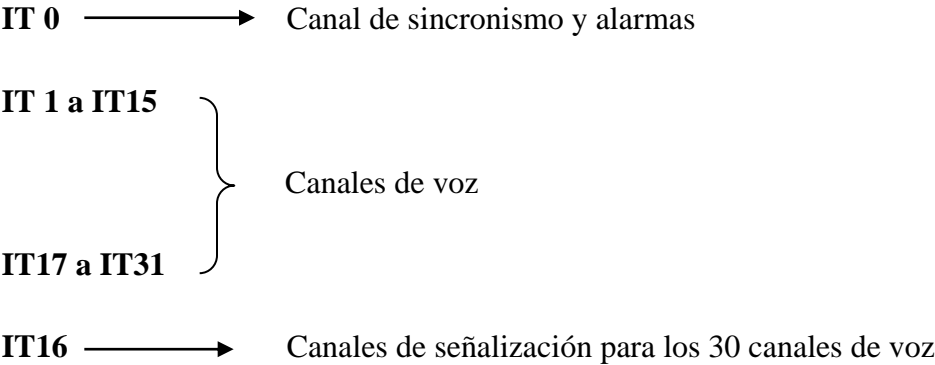 IT 0 Canal de sincronismo y alarmas
IT 1 a IT15
Canales de voz
IT17 a IT31
IT16 Canales de señalización para los 30 canales de voz